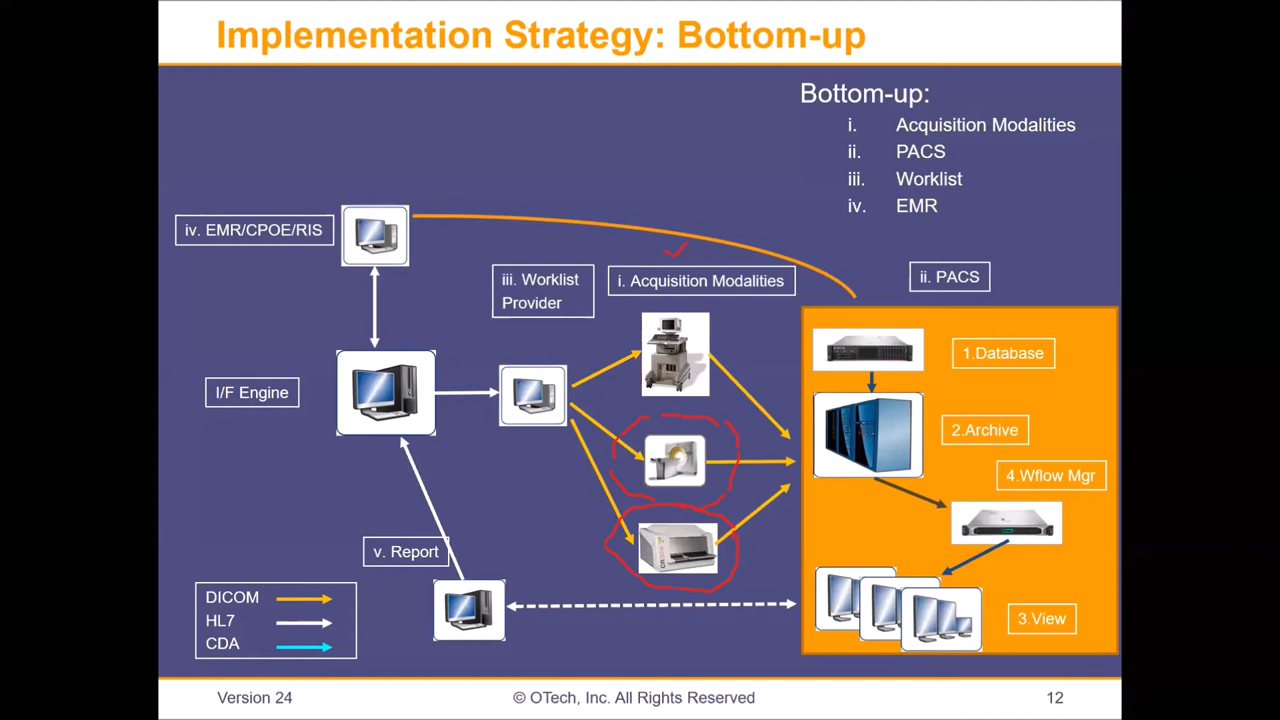 Implementation Strategy: Bottom-up
Bottom-up:
i. Acquisition Modalities
ii. PACS
iii. Worklist
iv. EMR
iv. EMR/CPOE/RIS
iii. Worklist
Provider
i. Acquisition Modalities
ii. PACS
1.Database
I/F Engine
2.Archive
4.Wflow Mgr
v. Report
3.View
DICOM
HL7
CDA
Version 24
© OTech, Inc. All Rights Reserved
12